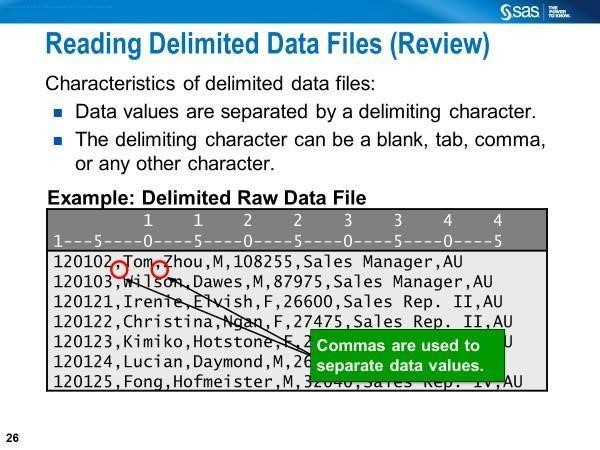 sas
THE
POWER
TO KNOW.
Reading Delimited Data Files (Review)
Characteristics of delimited data files:
Data values are separated by a delimiting character.
The delimiting character can be a blank, tab, comma,
or any other character.
Example: Delimited Raw Data File
1 1 2 2 3 3 4 4
1---5----0----5----0----5----0----5----0----5
120102,Tom,Zhou,M,108255,Sales Manager,AU
120103,Wilson,Dawes,M,87975,Sales Manager,AU
120121,Irenie,Elvish,F,26600,Sales Rep. II,AU
120122,Christina,Ngan,F,27475,Sales Rep. II,AU
120123,Kimiko,Hotstone,F,2
120124,Lucian,Daymond,M,26
120125,Fong,Hofmeister,M,32040,Sales Rep. IV,AU
Commas are used to
separate data values.
26